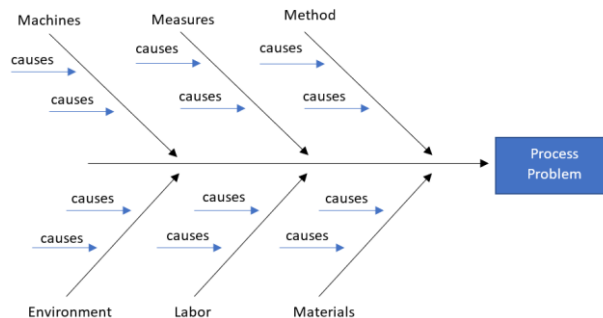 Machines
Measures
Method
causes
causes
causes
causes
causes
causes
Process
Problem
causes
causes
causes
causes
causes
causes
Environment
Labor
Materials